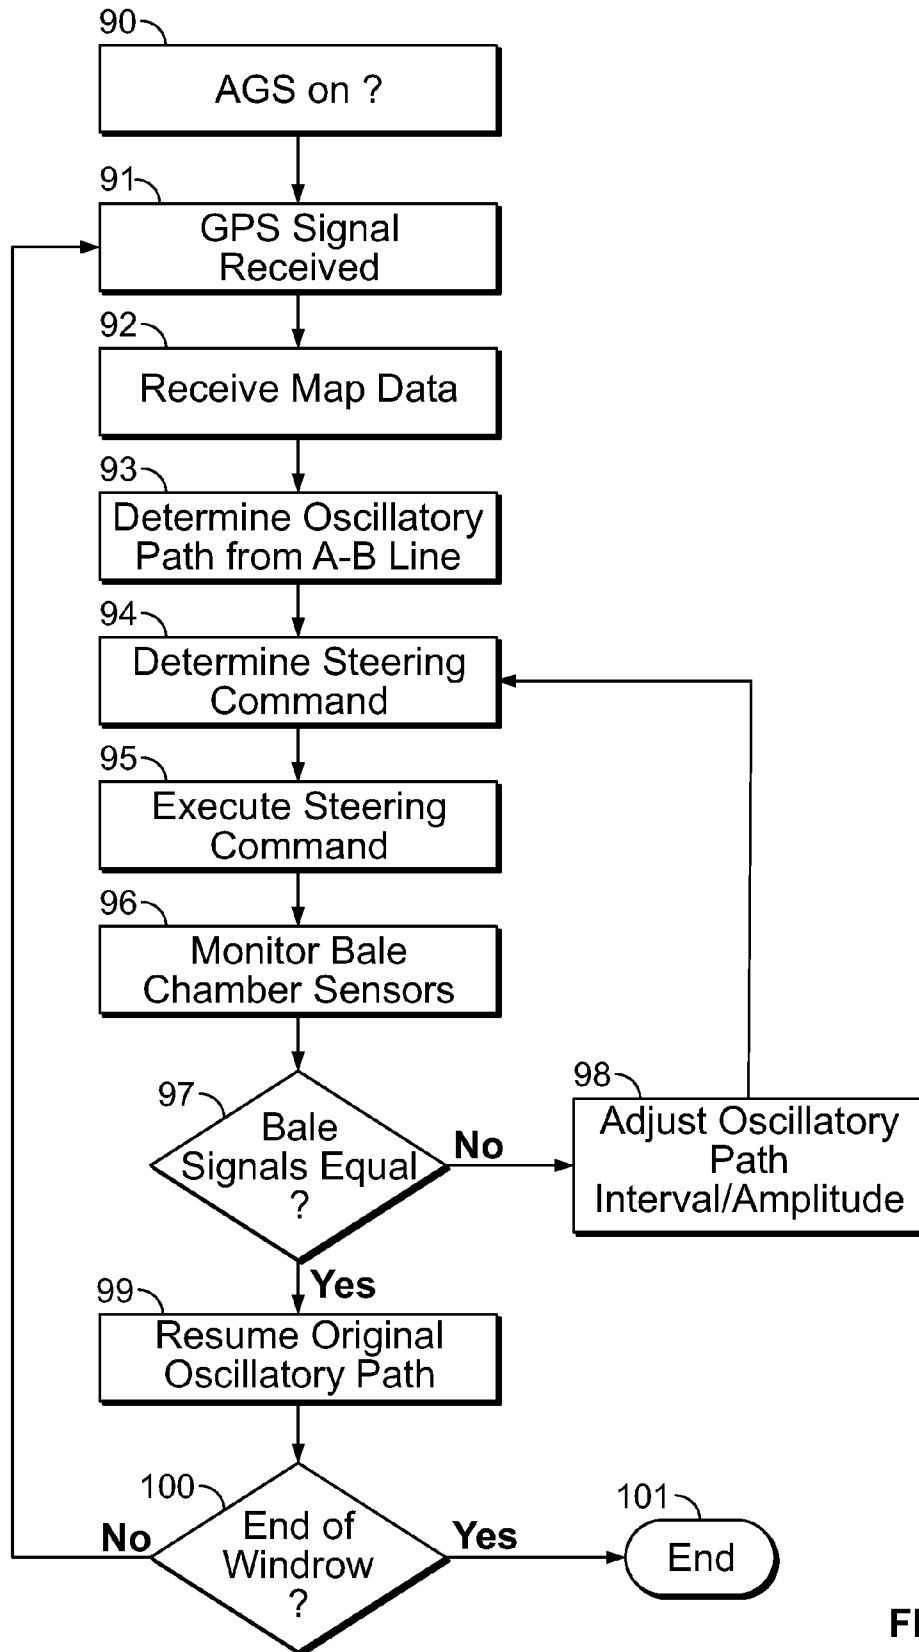 90
AGS on ?
91
GPS Signal
Received
92
Receive Map Data
93
Determine Oscillatory
Path from A-B Line
94
Determine Steering
Command
95
Execute Steering
Command
96
Monitor Bale
Chamber Sensors
97
Bale
Signals Equal
?
No
98
Adjust Oscillatory
Path
Interval/Amplitude
Yes
99
Resume Original
Oscillatory Path
100
End of
Windrow
?
No
Yes
101
End